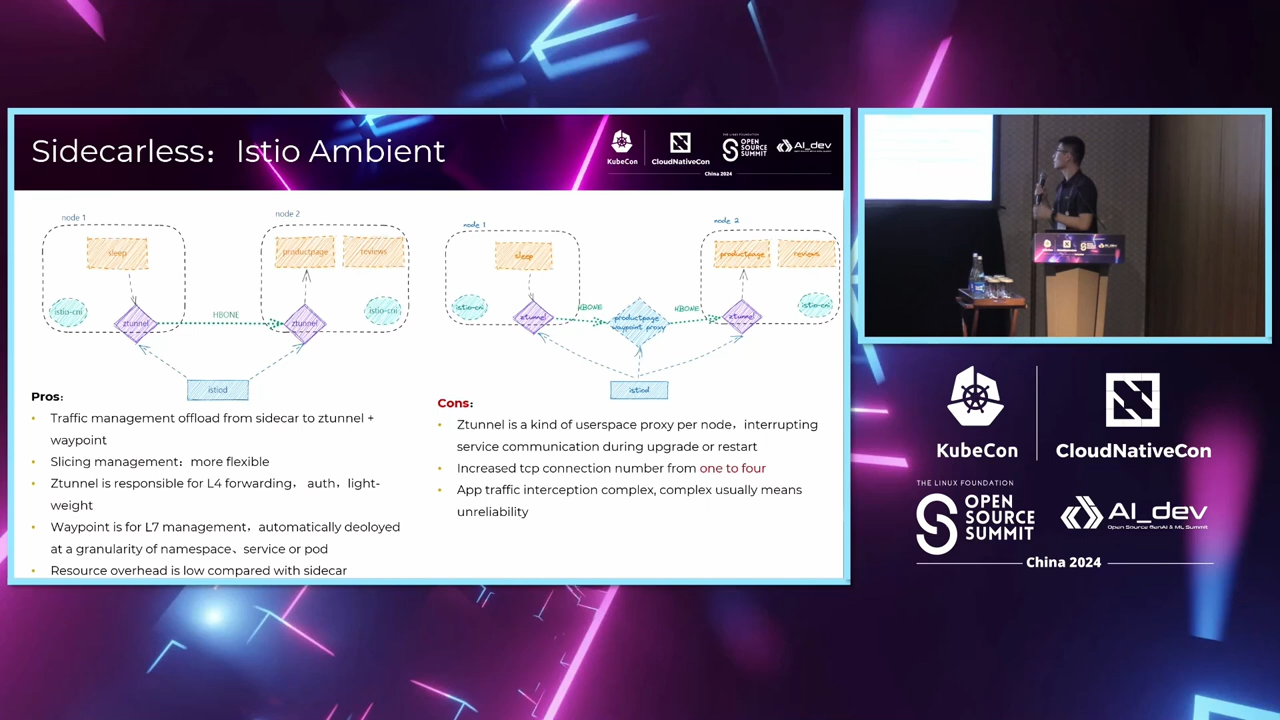 Sidecarless：Istio Ambient
KubeCon
CloudNativeCon
THE LINUX FOUNDATION
OPEN
SOURCE
SUMMIT
AI_dev
China 2024
node 1
sleep
istio-cni
ztunnel
HBONE
node 2
productpage
reviews
istio-cni
ztunnel
istiod
node 1
sleep
istio-cni
ztunnel
HBONE
productpage
waypoint proxy
HBONE
node 2
productpage
reviews
istio-cni
ztunnel
istiod
Pros：
• Traffic management offload from sidecar to ztunnel +
waypoint
• Slicing management：more flexible
• Ztunnel is responsible for L4 forwarding， auth，light-
weight
• Waypoint is for L7 management，automatically deployed
at a granularity of namespace、service or pod
• Resource overhead is low compared with sidecar
Cons：
• Ztunnel is a kind of userspace proxy per node，interrupting
service communication during upgrade or restart
• Increased tcp connection number from one to four
• App traffic interception complex, complex usually means
unreliability
KubeCon
CloudNativeCon
THE LINUX FOUNDATION
OPEN
SOURCE
SUMMIT
AI_dev
Open Source GenAI & ML Summit
China 2024